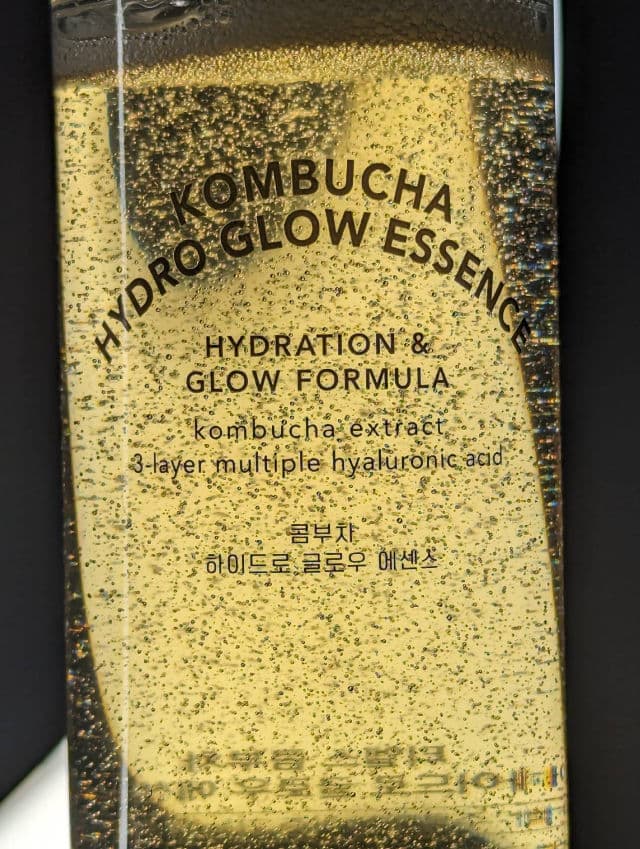 KOMBUCHA
HYDRO GLOW ESSENCE
HYDRATION &
GLOW FORMULA
kombucha extract
3-layer multiple hyaluronic acid
콤부차
하이드로 글로우 에센스